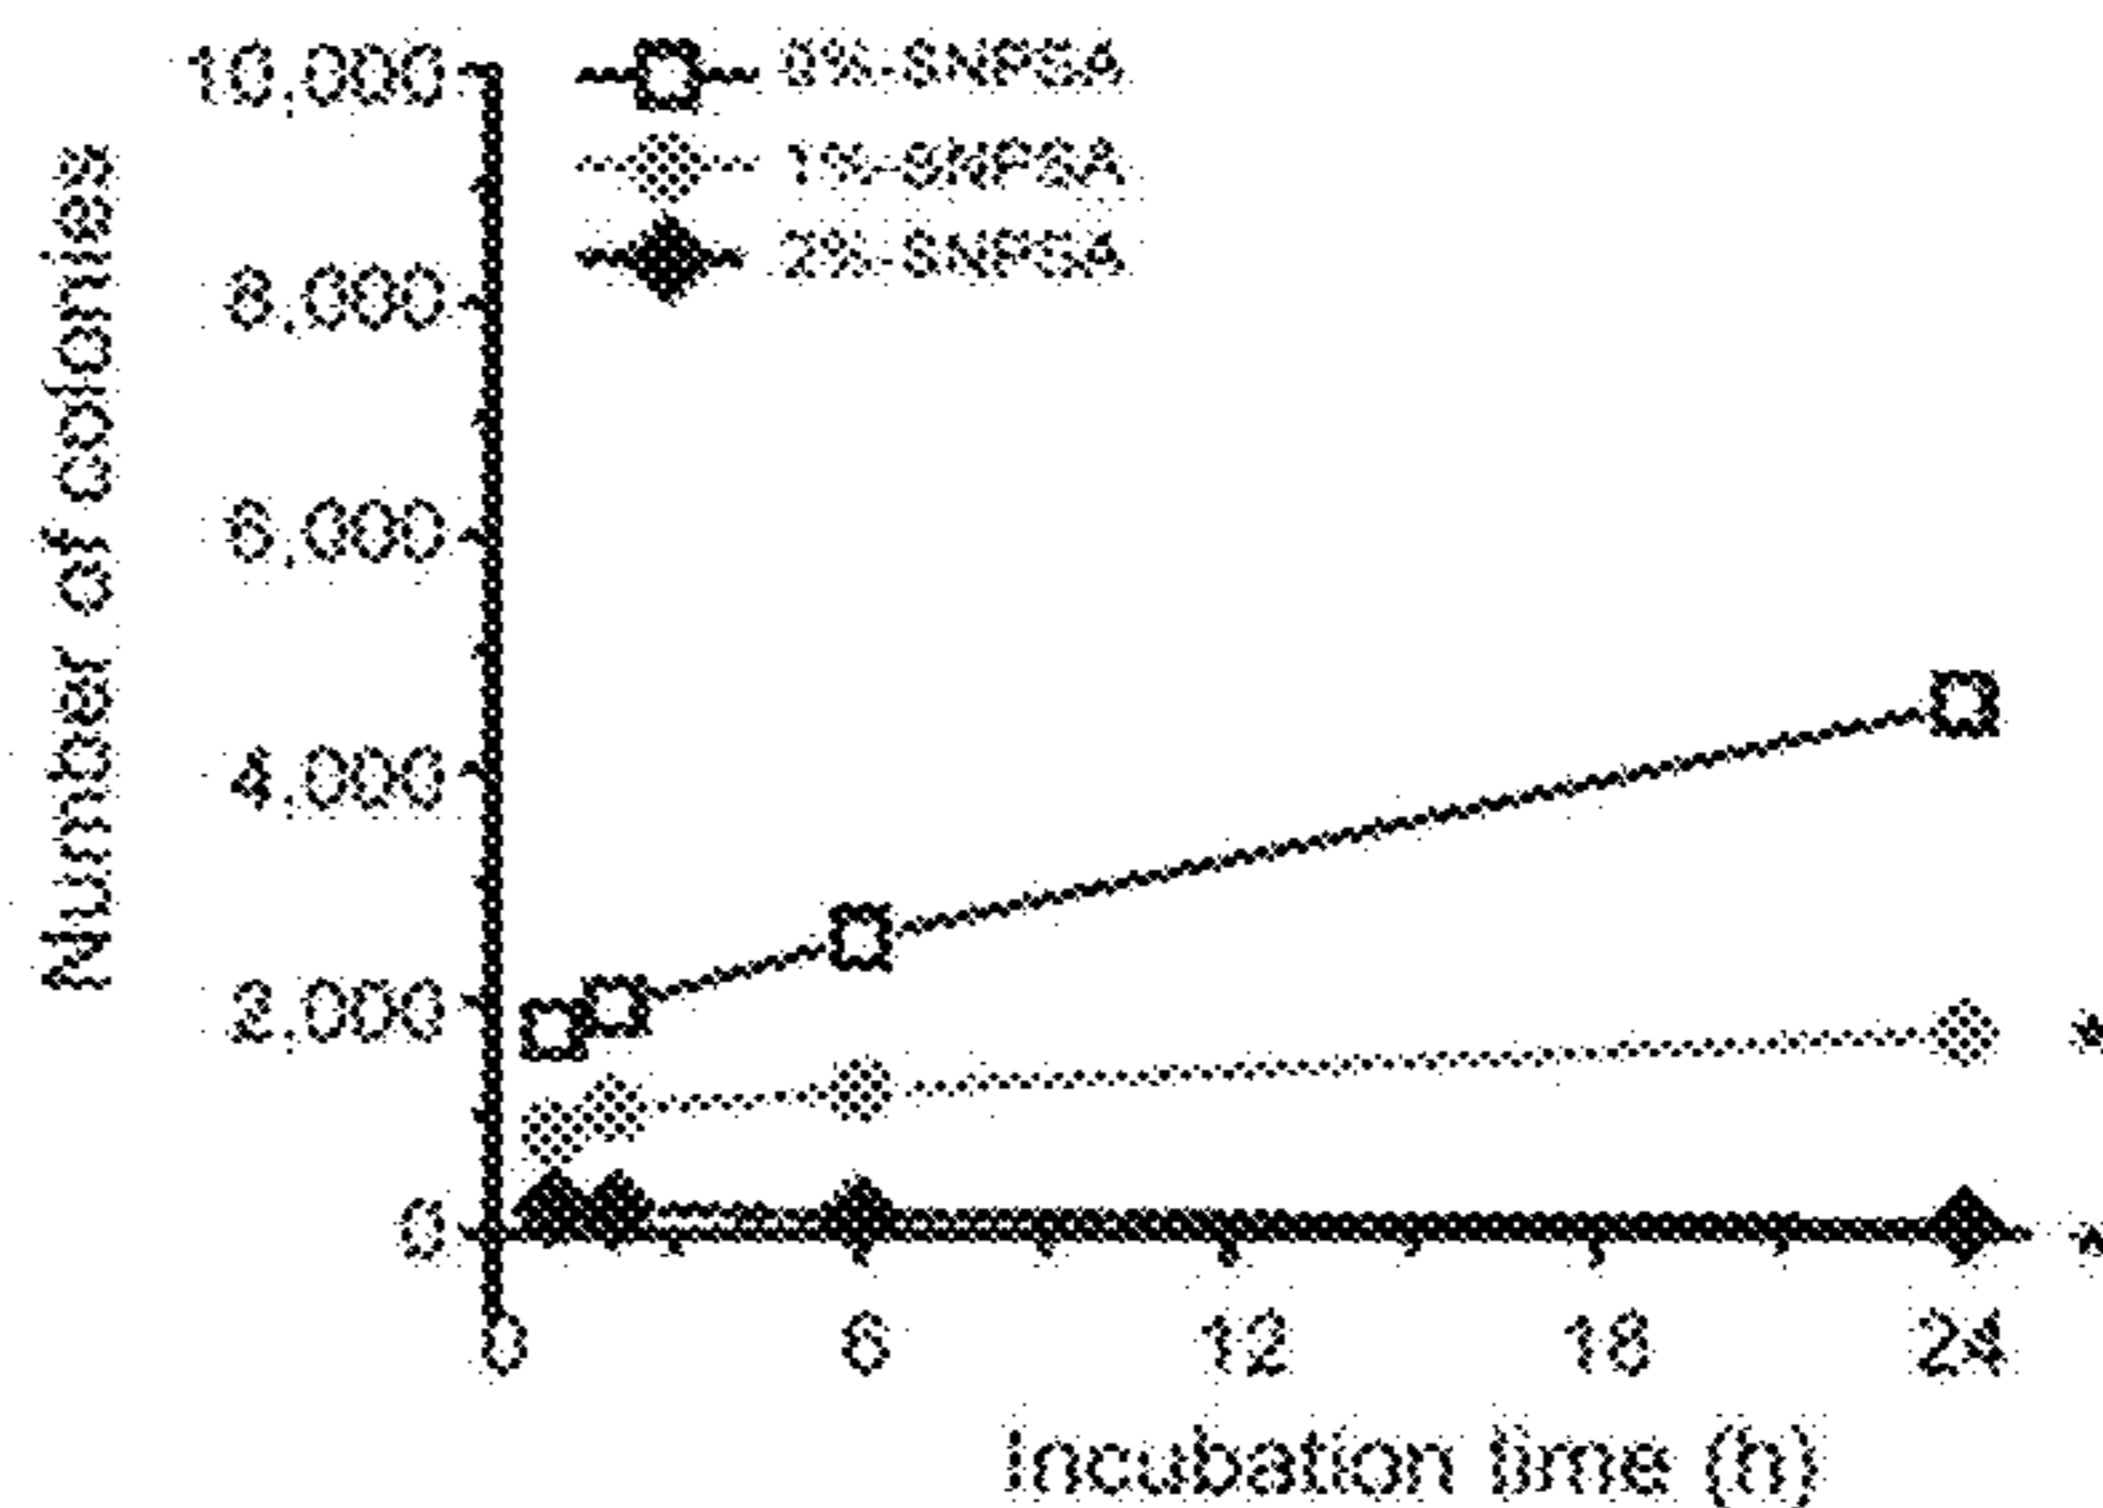 Number of colonies
10,000
8,000
6,000
4,000
2,000
0
0%-SNPSA
1%-SNPSA
2%-SNPSA
*
*
0 6 12 18 24
Incubation time (h)